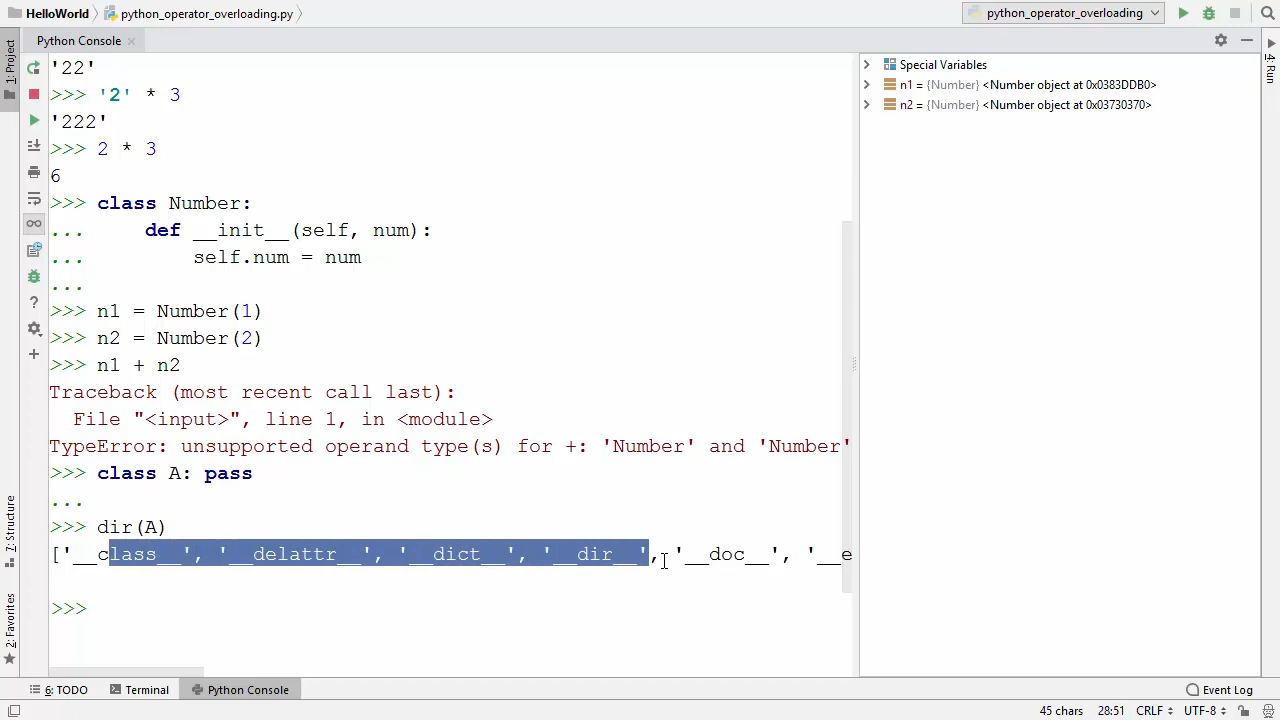 HelloWorld python_operator_overloading.py python_operator_overloading
Python Console
1: Project
4: Run
'22'
>>> '2' * 3
'222'
>>> 2 * 3
6
>>> class Number:
... def __init__(self, num):
... self.num = num
...
>>> n1 = Number(1)
>>> n2 = Number(2)
>>> n1 + n2
Traceback (most recent call last):
File "<input>", line 1, in <module>
TypeError: unsupported operand type(s) for +: 'Number' and 'Number'
>>> class A: pass
...
>>> dir(A)
['__class__', '__delattr__', '__dict__', '__dir__', '__doc__', '__e
>>>
Special Variables
n1 = {Number} <Number object at 0x0383DDB0>
n2 = {Number} <Number object at 0x03730370>
7: Structure
2: Favorites
6: TODO Terminal Python Console Event Log
45 chars 28:51 CRLF UTF-8